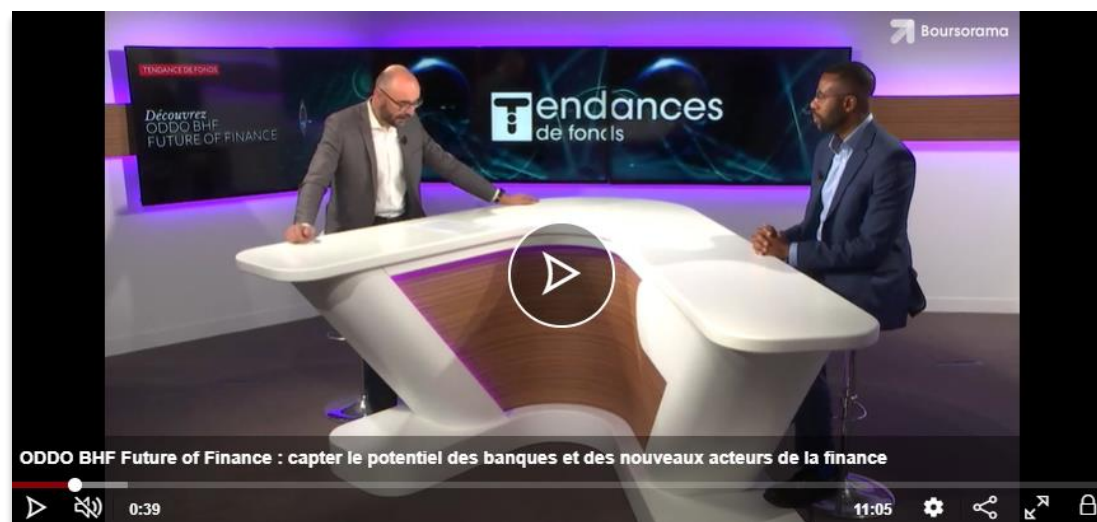 Boursorama
TENDANCE DE FONDS
Découvrez
ODDO BHF
FUTURE OF FINANCE
Tendances
de fonds
ODDO BHF Future of Finance : capter le potentiel des banques et des nouveaux acteurs de la finance
0:39
11:05